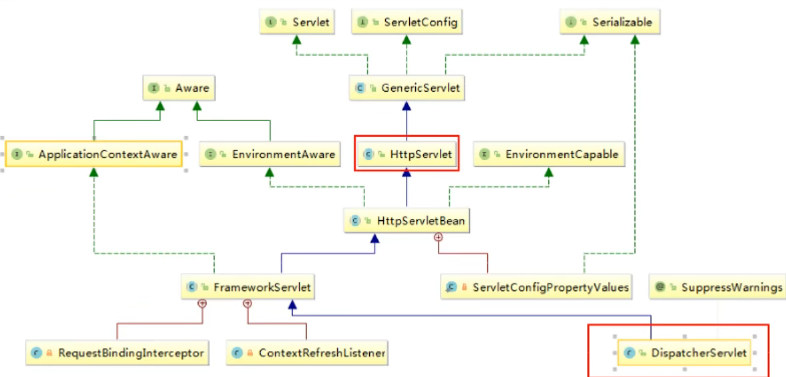 Servlet
ServletConfig
Serializable
Aware
GenericServlet
ApplicationContextAware
EnvironmentAware
HttpServlet
EnvironmentCapable
HttpServletBean
FrameworkServlet
ServletConfigPropertyValues
SuppressWarnings
RequestBindingInterceptor
ContextRefreshListener
DispatcherServlet